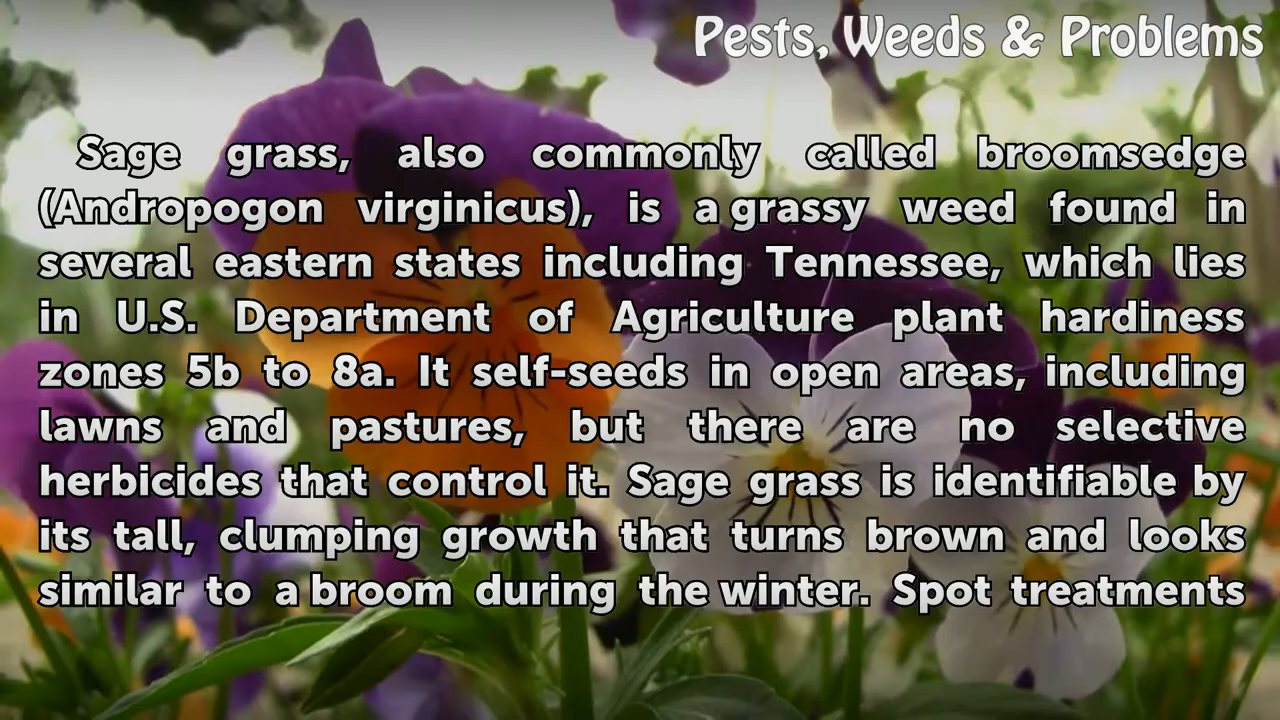 Pests, Weeds & Problems
Sage grass, also commonly called broomsedge
(Andropogon virginicus), is a grassy weed found in
several eastern states including Tennessee, which lies
in U.S. Department of Agriculture plant hardiness
zones 5b to 8a. It self-seeds in open areas, including
lawns and pastures, but there are no selective
herbicides that control it. Sage grass is identifiable by
its tall, clumping growth that turns brown and looks
similar to a broom during the winter. Spot treatments